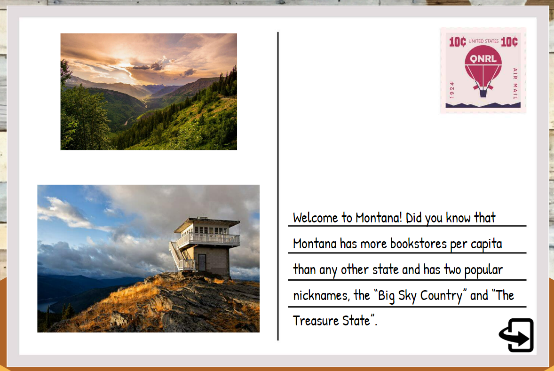 10¢ UNITED STATES 10¢
QNRL
1924
AIR MAIL
Welcome to Montana! Did you know that
Montana has more bookstores per capita
than any other state and has two popular
nicknames, the “Big Sky Country” and “The
Treasure State”.